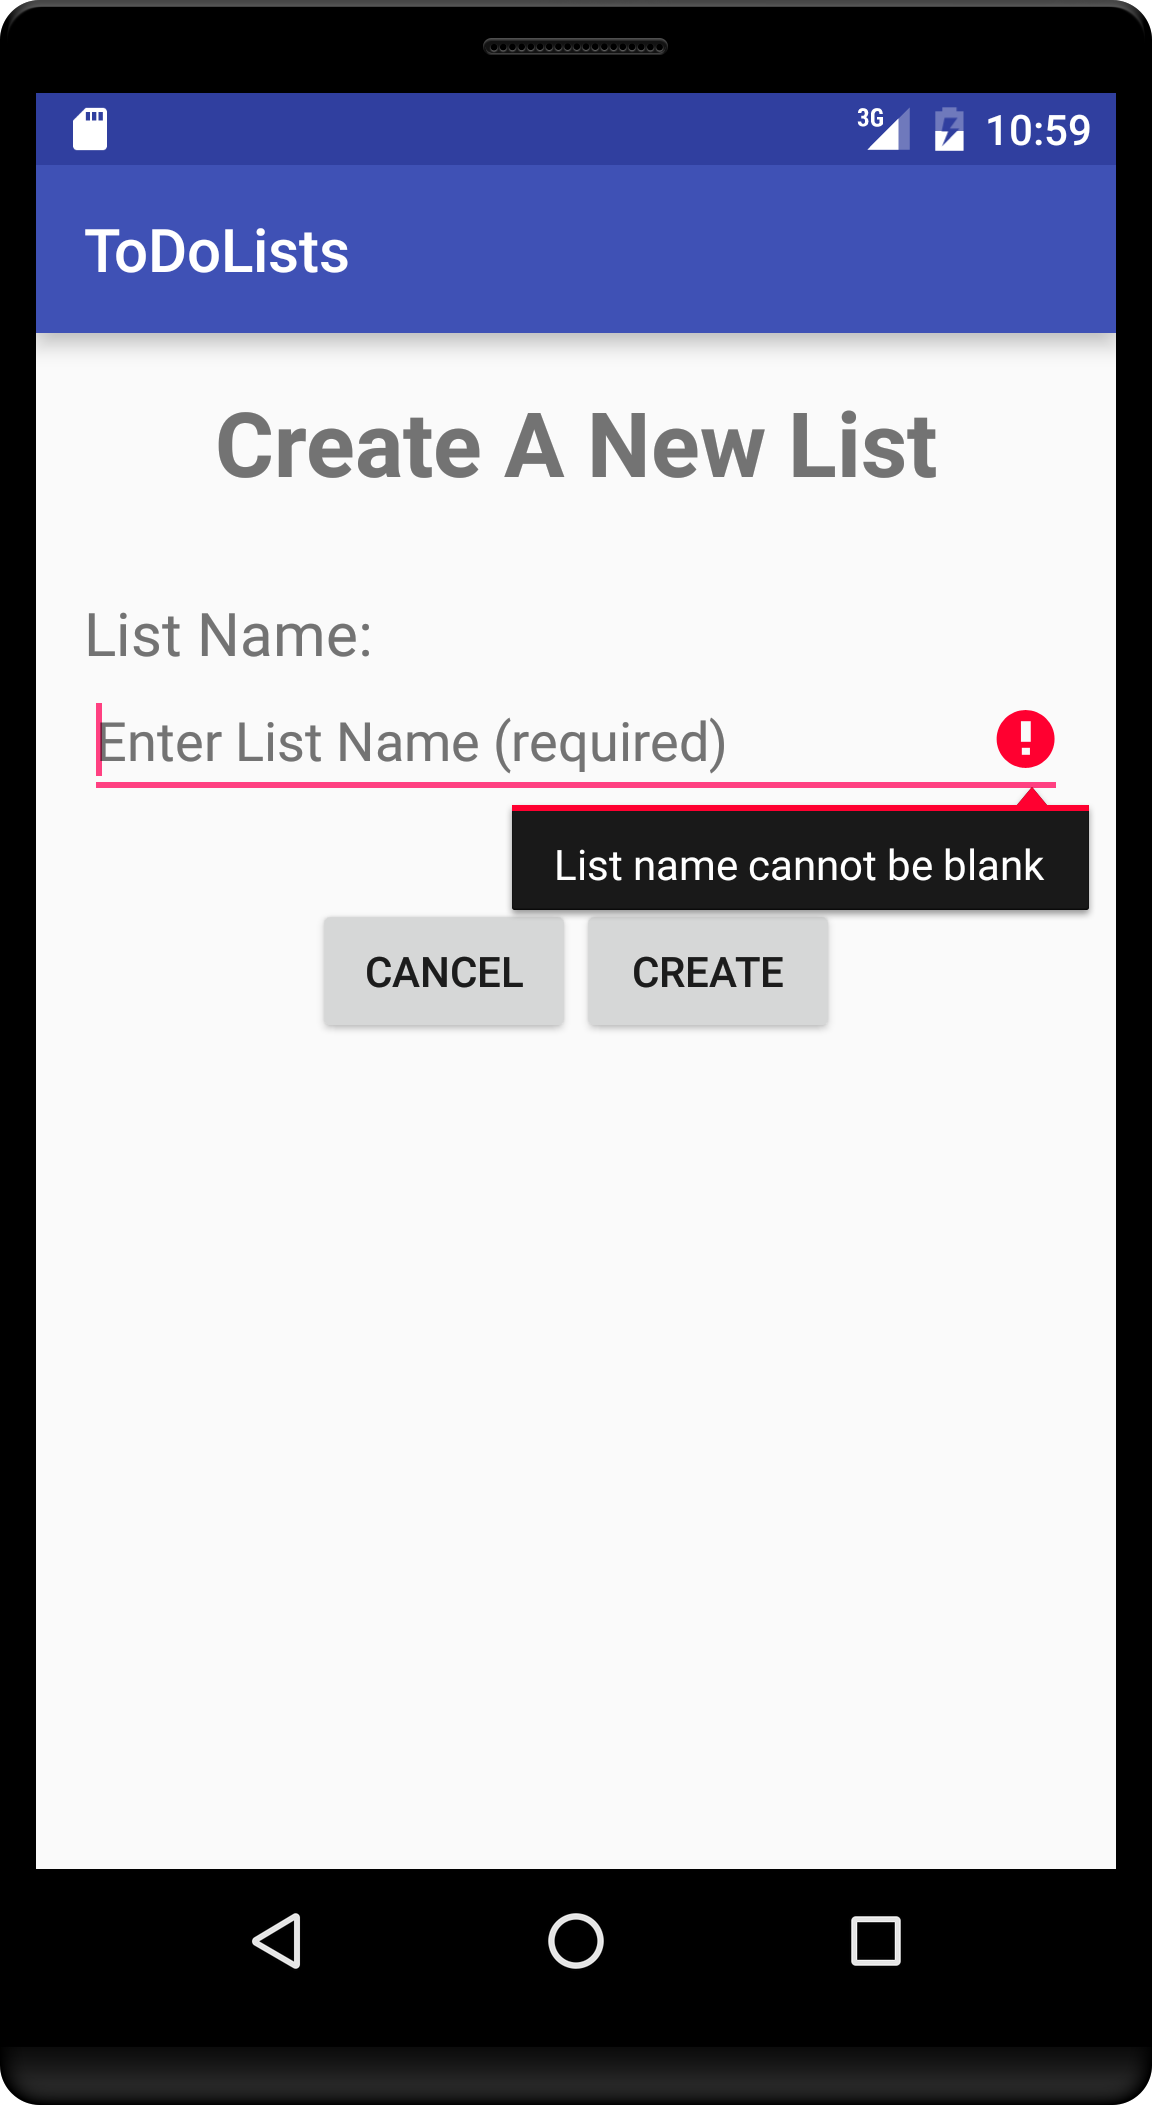 3G 10:59
ToDoLists
Create A New List
List Name:
Enter List Name (required)
List name cannot be blank
CANCEL CREATE